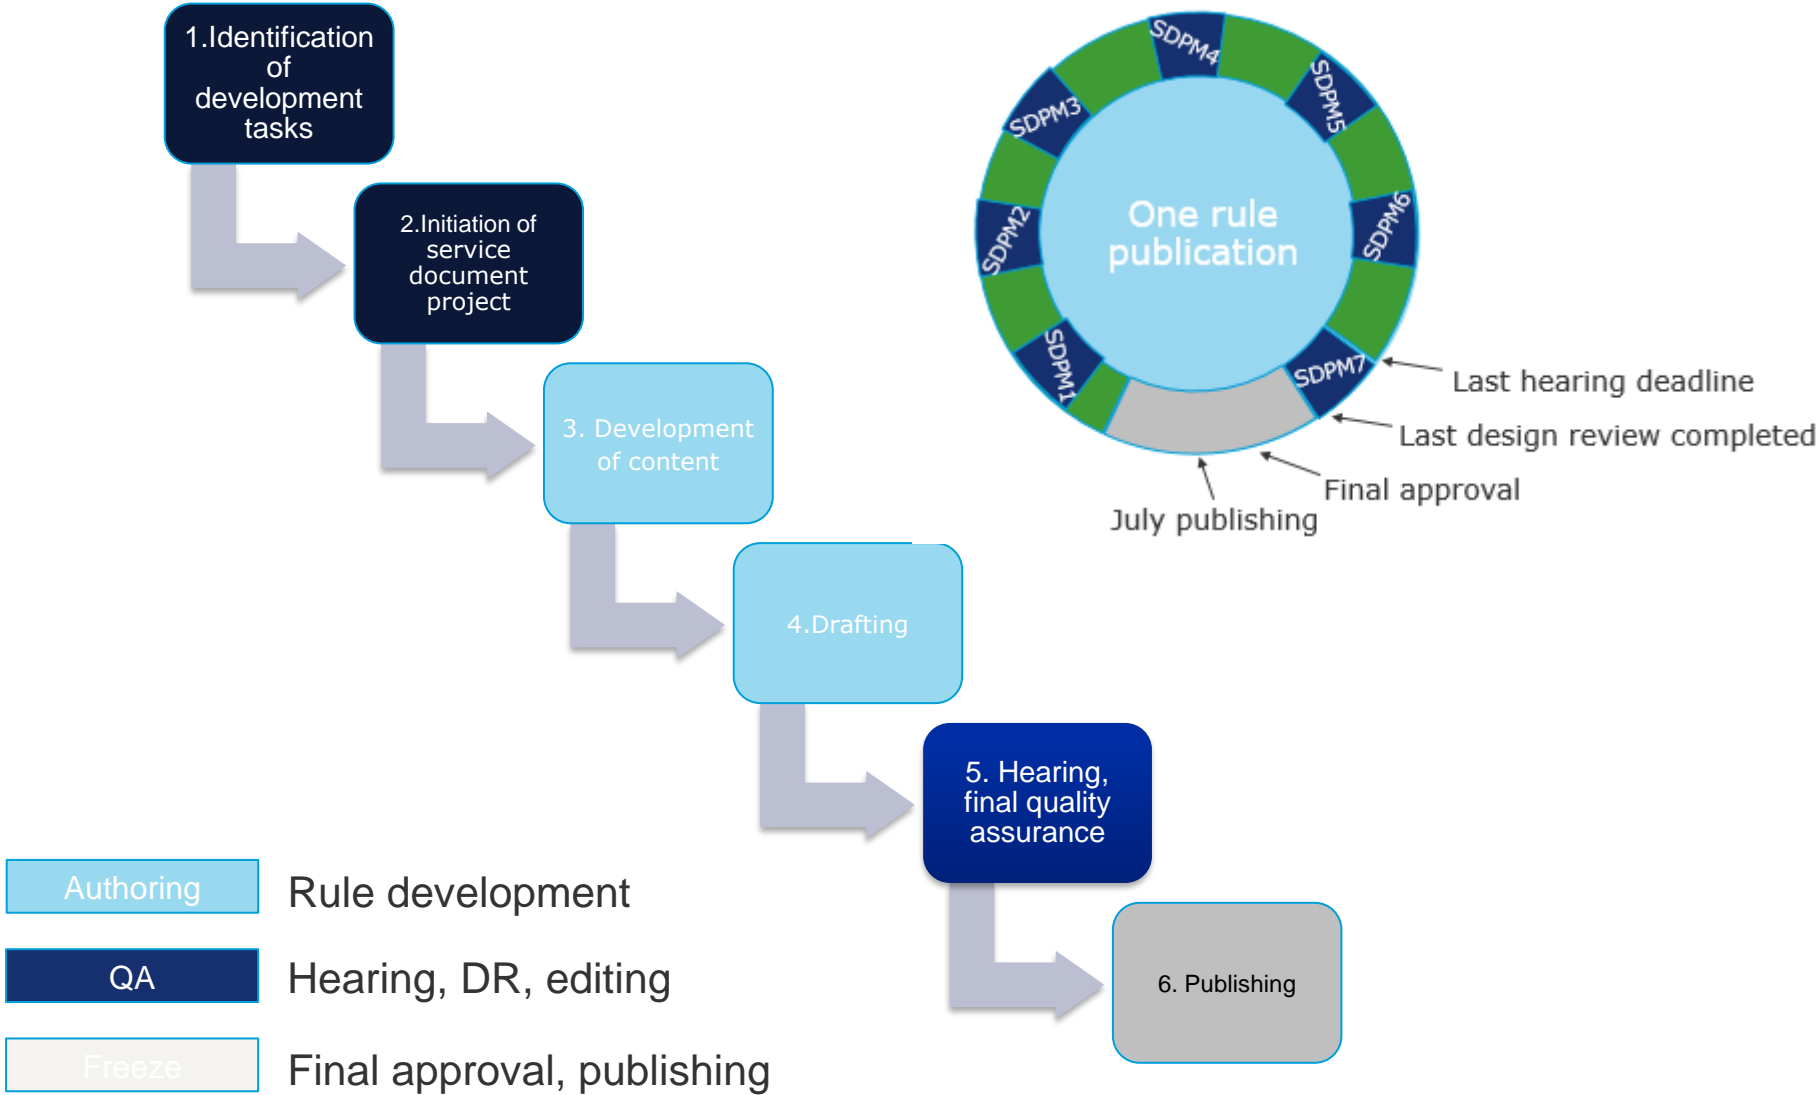 1.Identification
of
development
tasks
2.Initiation of
service
document
project
3. Development
of content
4.Drafting
5. Hearing,
final quality
assurance
6. Publishing
SDPM1
SDPM2
SDPM3
SDPM4
SDPM5
SDPM6
SDPM7
One rule
publication
Last hearing deadline
Last design review completed
Final approval
July publishing
Authoring
Rule development
QA
Hearing, DR, editing
Freeze
Final approval, publishing